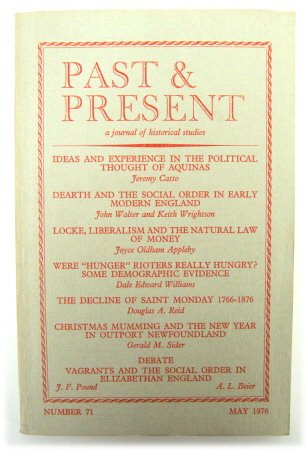 PAST &
PRESENT
a journal of historical studies
IDEAS AND EXPERIENCE IN THE POLITICAL
THOUGHT OF AQUINAS
Jeremy Catto
DEARTH AND THE SOCIAL ORDER IN EARLY
MODERN ENGLAND
John Walter and Keith Wrightson
LOCKE, LIBERALISM AND THE NATURAL LAW
OF MONEY
Joyce Oldham Appleby
WERE "HUNGER" RIOTERS REALLY HUNGRY?
SOME DEMOGRAPHIC EVIDENCE
Dale Edward Williams
THE DECLINE OF SAINT MONDAY 1766-1876
Douglas A. Reid
CHRISTMAS MUMMING AND THE NEW YEAR
IN OUTPORT NEWFOUNDLAND
Gerald M. Sider
DEBATE
VAGRANTS AND THE SOCIAL ORDER IN
ELIZABETHAN ENGLAND
J. F. Pound A. L. Beier
NUMBER 71 MAY 1976